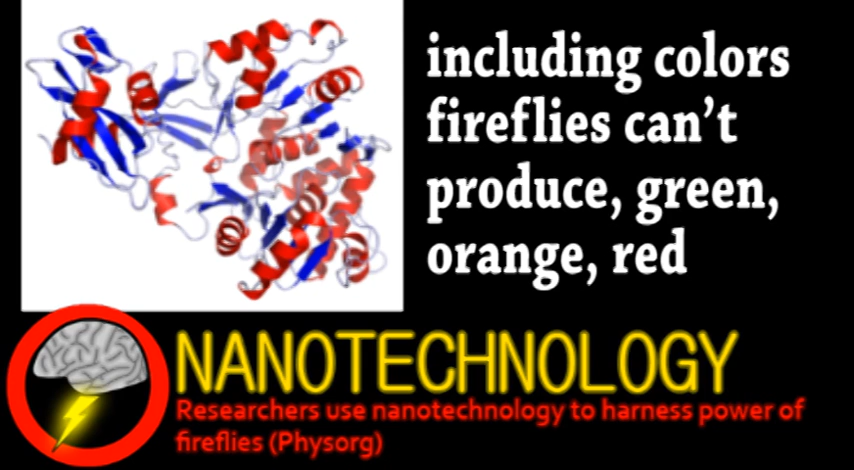 including colors
fireflies can't
produce, green,
orange, red
NANOTECHNOLOGY
Researchers use nanotechnology to harness power of
fireflies (Physorg)